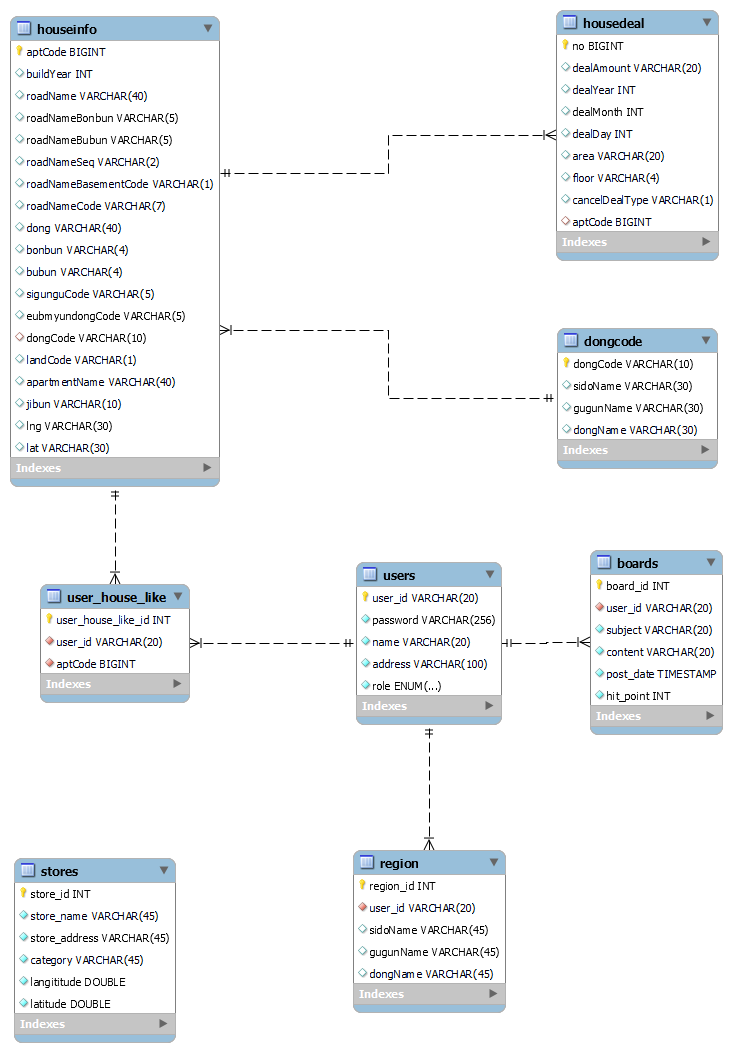 houseinfo
aptCode BIGINT
buildYear INT
roadName VARCHAR(40)
roadNameBonbun VARCHAR(5)
roadNameBubun VARCHAR(5)
roadNameSeq VARCHAR(2)
roadNameBasementCode VARCHAR(1)
roadNameCode VARCHAR(7)
dong VARCHAR(40)
bonbun VARCHAR(4)
bubun VARCHAR(4)
sigunguCode VARCHAR(5)
eubmyundongCode VARCHAR(5)
dongCode VARCHAR(10)
landCode VARCHAR(1)
apartmentName VARCHAR(40)
jibun VARCHAR(10)
lng VARCHAR(30)
lat VARCHAR(30)
Indexes
housedeal
no BIGINT
dealAmount VARCHAR(20)
dealYear INT
dealMonth INT
dealDay INT
area VARCHAR(20)
floor VARCHAR(4)
cancelDealType VARCHAR(1)
aptCode BIGINT
Indexes
dongcode
dongCode VARCHAR(10)
sidoName VARCHAR(30)
gugunName VARCHAR(30)
dongName VARCHAR(30)
Indexes
user_house_like
user_house_like_id INT
user_id VARCHAR(20)
aptCode BIGINT
Indexes
users
user_id VARCHAR(20)
password VARCHAR(256)
name VARCHAR(20)
address VARCHAR(100)
role ENUM(...)
Indexes
boards
board_id INT
user_id VARCHAR(20)
subject VARCHAR(20)
content VARCHAR(20)
post_date TIMESTAMP
hit_point INT
Indexes
stores
store_id INT
store_name VARCHAR(45)
store_address VARCHAR(45)
category VARCHAR(45)
langititude DOUBLE
latitude DOUBLE
Indexes
region
region_id INT
user_id VARCHAR(20)
sidoName VARCHAR(45)
gugunName VARCHAR(45)
dongName VARCHAR(45)
Indexes